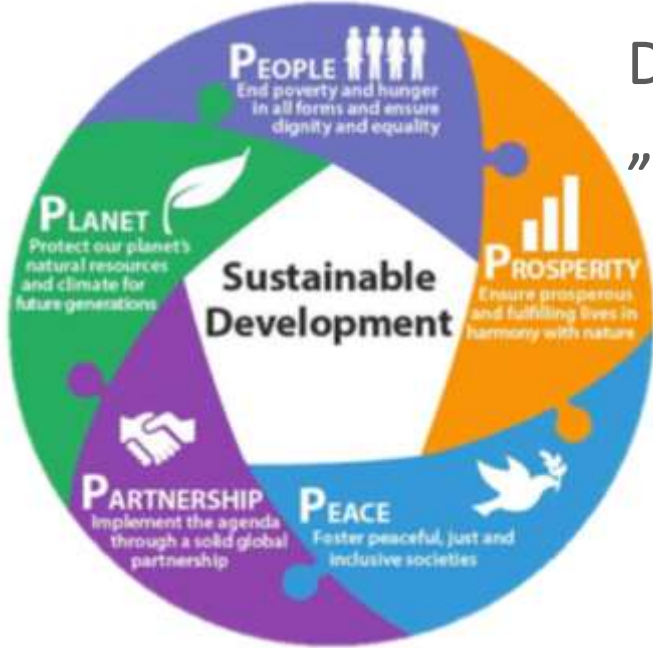 PEOPLE
End poverty and hunger
in all forms and ensure
dignity and equality
D
„
PROSPERITY
Ensure prosperous
and fulfilling lives in
harmony with nature
PLANET
Protect our planet's
natural resources
and climate for
future generations
Sustainable
Development
PARTNERSHIP
Implement the agenda
through a solid global
partnership
PEACE
Foster peaceful, just and
inclusive societies